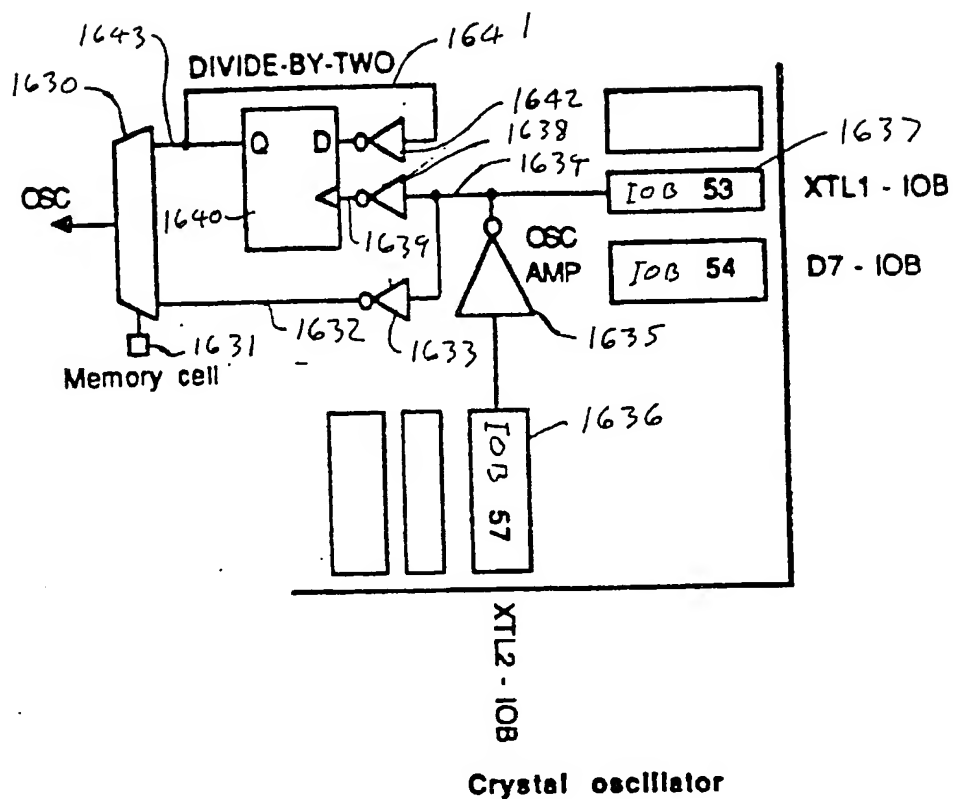 1643
1641
DIVIDE-BY-TWO
1630
1642
1638
1637
Q D
IOB 53 XTL1 - IOB
1634
OSC
1640
1639
OSC
AMP
IOB 54 D7 - IOB
1632
1633
1635
1631
Memory cell
1636
IOB 57
XTL2 - IOB
Crystal oscillator